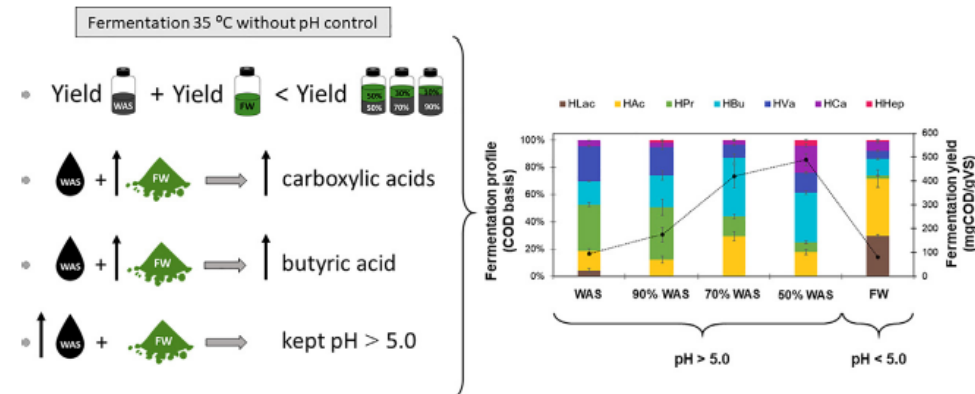 Fermentation 35 ⁰C without pH control
Yield WAS + Yield FW < Yield 50% 30% 10%
50% 70% 90%
WAS + FW carboxylic acids
WAS + FW butyric acid
WAS + FW kept pH > 5.0
HLac HAc HPr HBu HVa HCa HHep
Fermentation profile
(COD basis)
100%
80%
60%
40%
20%
0%
600
500
400
300
200
100
0
Fermentation yield
(mgCOD/gVS)
WAS 90% WAS 70% WAS 50% WAS FW
pH > 5.0 pH < 5.0